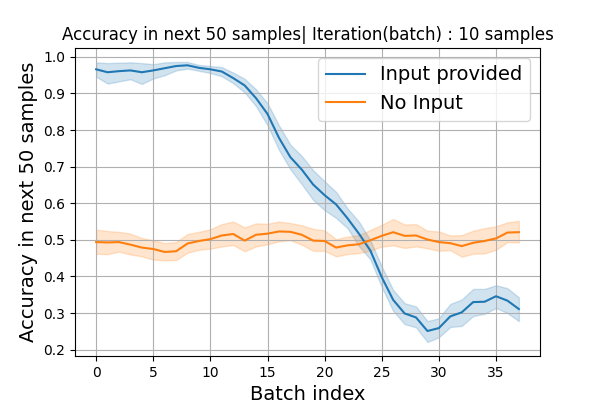 Accuracy in next 50 samples| Iteration(batch) : 10 samples
Accuracy in next 50 samples
1.0
0.9
0.8
0.7
0.6
0.5
0.4
0.3
0.2
Input provided
No Input
0 5 10 15 20 25 30 35
Batch index